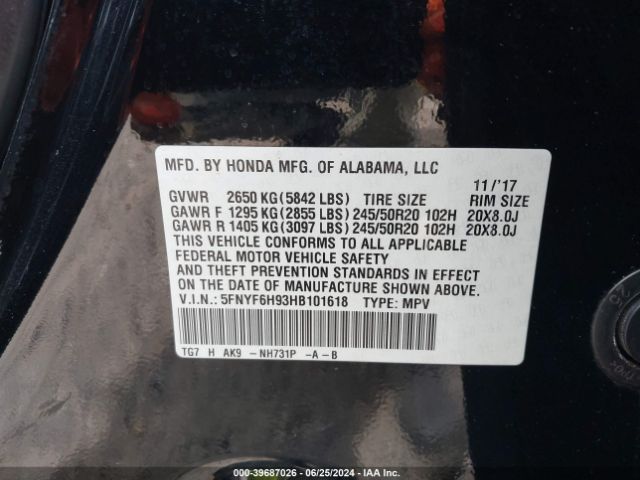 MFD. BY HONDA MFG. OF ALABAMA, LLC
11/'17
GVWR 2650 KG(5842 LBS) TIRE SIZE RIM SIZE
GAWR F 1295 KG(2855 LBS)245/50R20 102H 20X8.0J
GAWR R 1405 KG(3097 LBS)245/50R20 102H 20X8.0J
THIS VEHICLE CONFORMS TO ALL APPLICABLE
FEDERAL MOTOR VEHICLE SAFETY
AND THEFT PREVENTION STANDARDS IN EFFECT
ON THE DATE OF MANUFACTURE SHOWN ABOVE.
V.I.N.: 5FNYF6H93HB101618 TYPE: MPV
TG7 H AK9 -NH731P -A-B
000-39687026 - 06/25/2024 - IAA Inc.